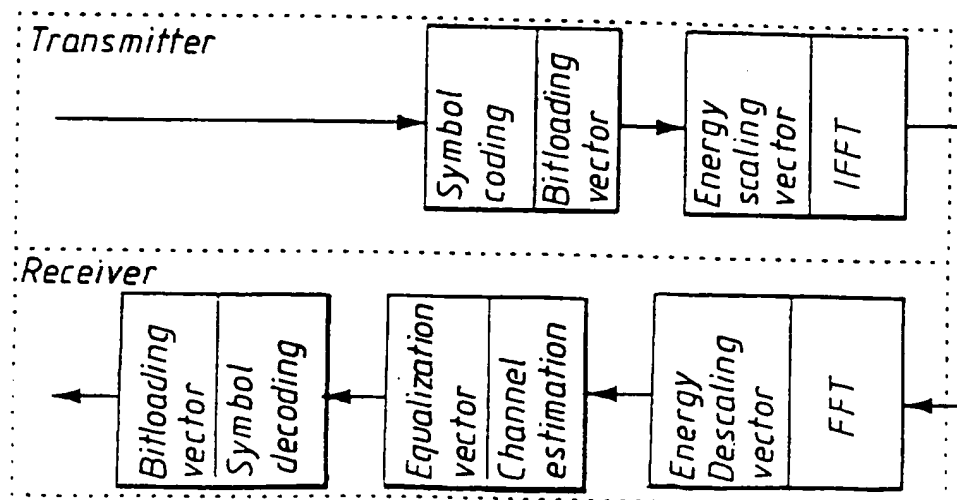 Transmitter
Symbol
coding
Bitloading
vector
Energy
scaling
vector
IFFT
Receiver
Bitloading
vector
Symbol
decoding
Equalization
vector
Channel
estimation
Energy
Descaling
vector
FFT